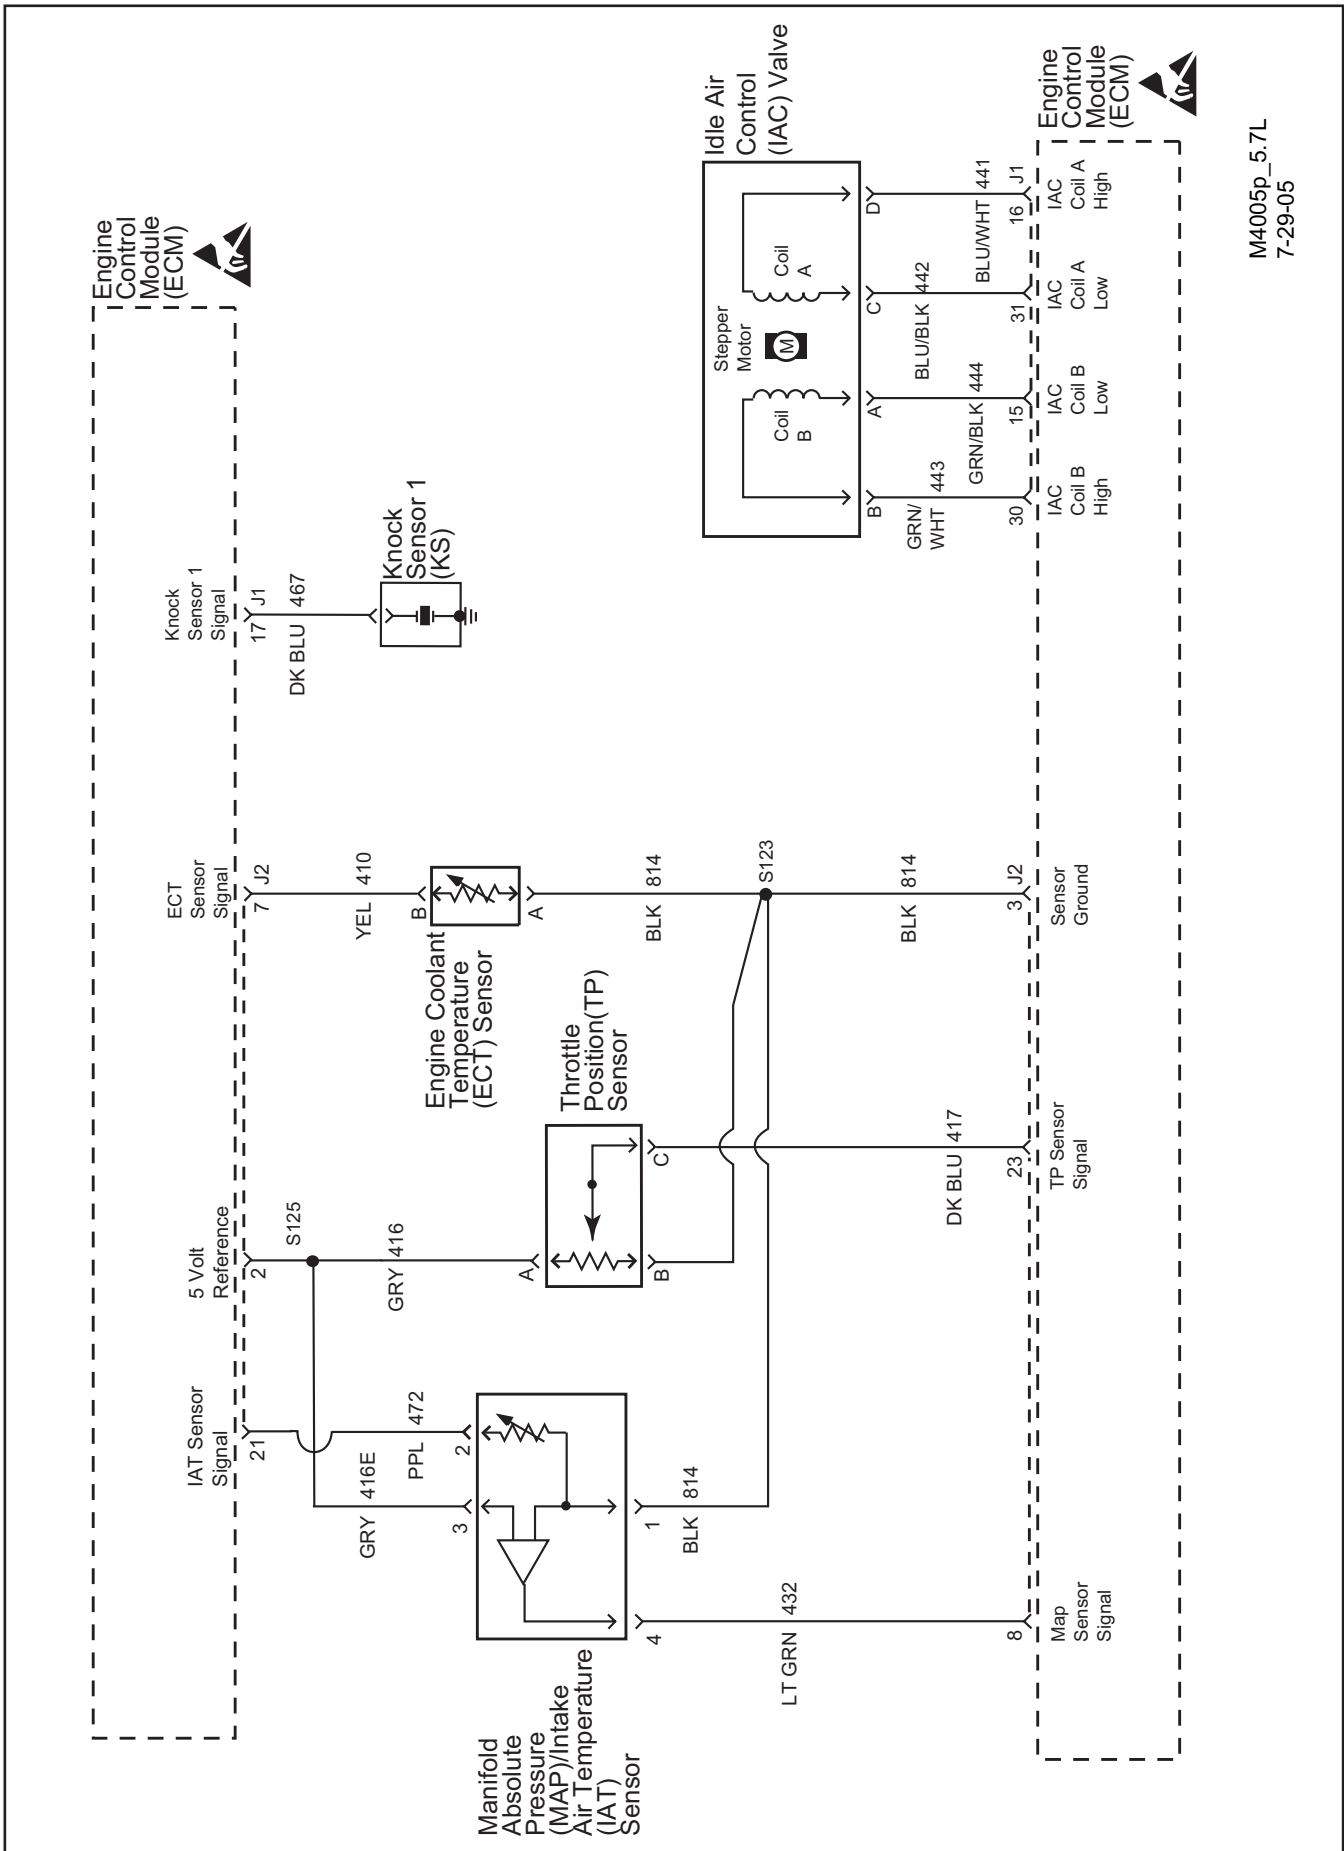 Engine
Control
Module
(ECM)
IAT Sensor
Signal
21
5 Volt
Reference
2
S125
ECT
Sensor
Signal
7
J2
Knock
Sensor 1
Signal
17
J1
DK BLU
467
Knock
Sensor 1
(KS)
GRY
416E
PPL
472
GRY
416
YEL
410
Manifold
Absolute
Pressure
(MAP)/Intake
Air Temperature
(IAT)
Sensor
3
2
4
1
Throttle
Position(TP)
Sensor
A
B
C
Engine Coolant
Temperature
(ECT) Sensor
B
A
BLK
814
BLK
814
S123
LT GRN
432
DK BLU
417
BLK
814
8
Map
Sensor
Signal
23
TP Sensor
Signal
3
J2
Sensor
Ground
Idle Air
Control
(IAC) Valve
Stepper
Motor
M
Coil
B
Coil
A
B
A
C
D
GRN/
WHT
443
GRN/BLK
444
BLU/BLK
442
BLU/WHT
441
30
15
31
16
J1
IAC
Coil B
High
IAC
Coil B
Low
IAC
Coil A
Low
IAC
Coil A
High
Engine
Control
Module
(ECM)
M4005p_5.7L
7-29-05